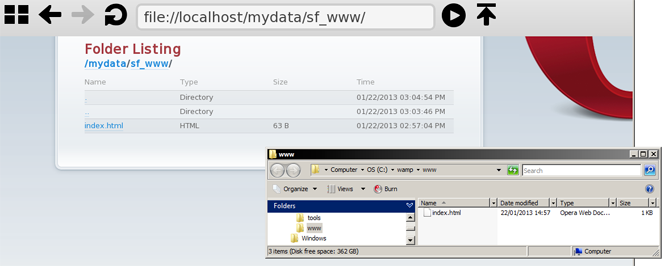 file://localhost/mydata/sf_www/
Folder Listing
/mydata/sf_www/
Name Type Size Time
. Directory 01/22/2013 03:04:54 PM
.. Directory 01/22/2013 03:03:46 PM
index.html HTML 63 B 01/22/2013 02:57:04 PM
www
Computer OS (C:) wamp www Search
Organize Views Burn
Folders Name Date modified Type Size
index.html 22/01/2013 14:57 Opera Web Doc... 1 KB
tools
www
Windows
3 items (Disk free space: 362 GB) Computer